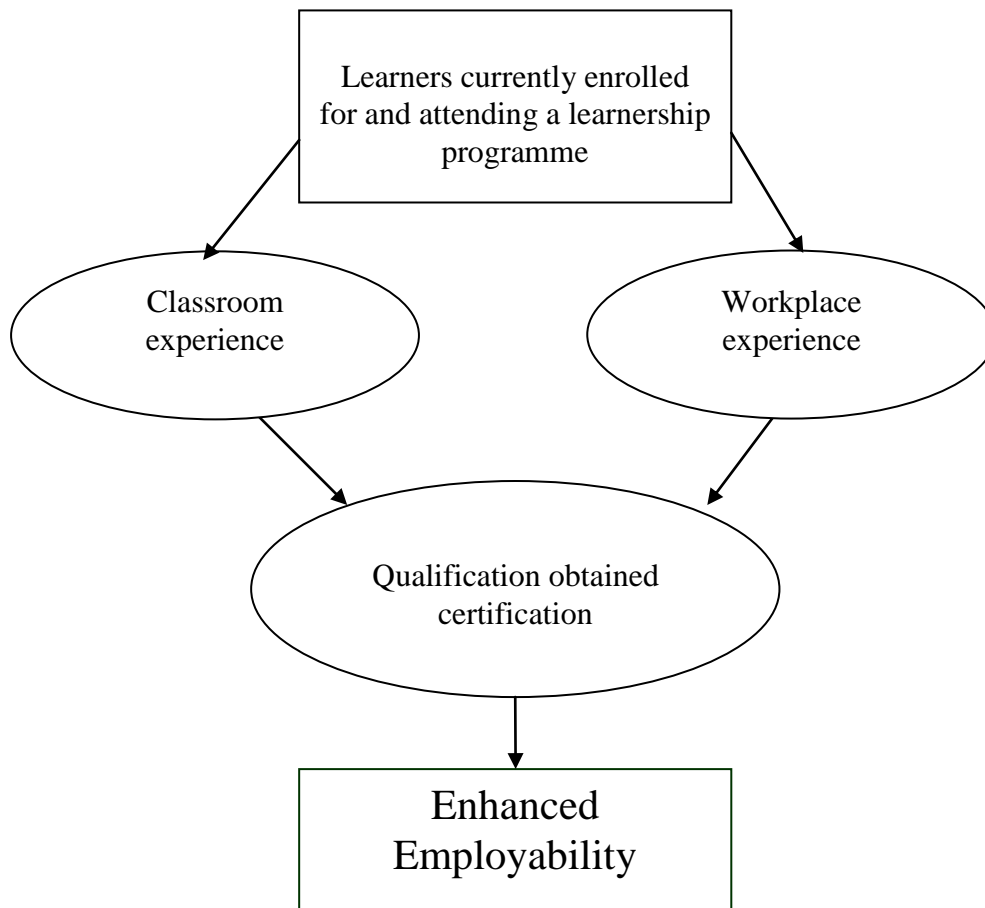 Learners currently enrolled
for and attending a learnership
programme
Classroom
experience
Workplace
experience
Qualification obtained
certification
Enhanced
Employability